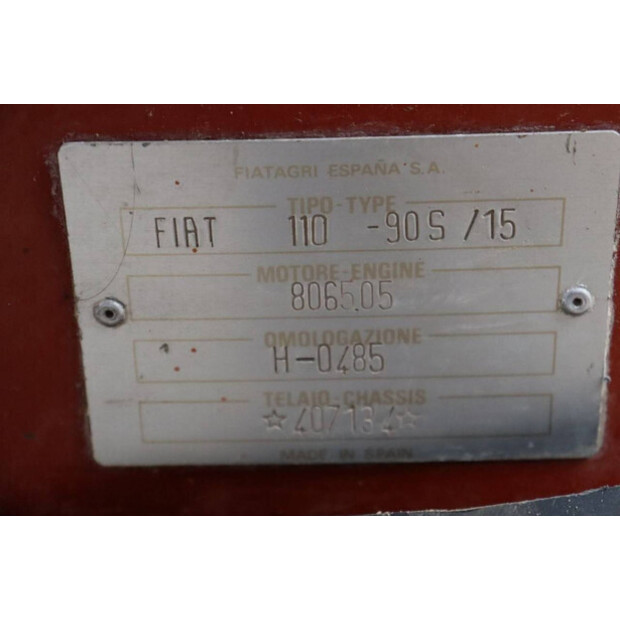 FIATAGRI ESPAÑA S.A.
TIPO-TYPE
FIAT 110 -90 S /15
MOTORE-ENGINE
8065.05
OMOLOGAZIONE
H-0485
TELAIO-CHASSIS
☆407134☆
MADE IN SPAIN